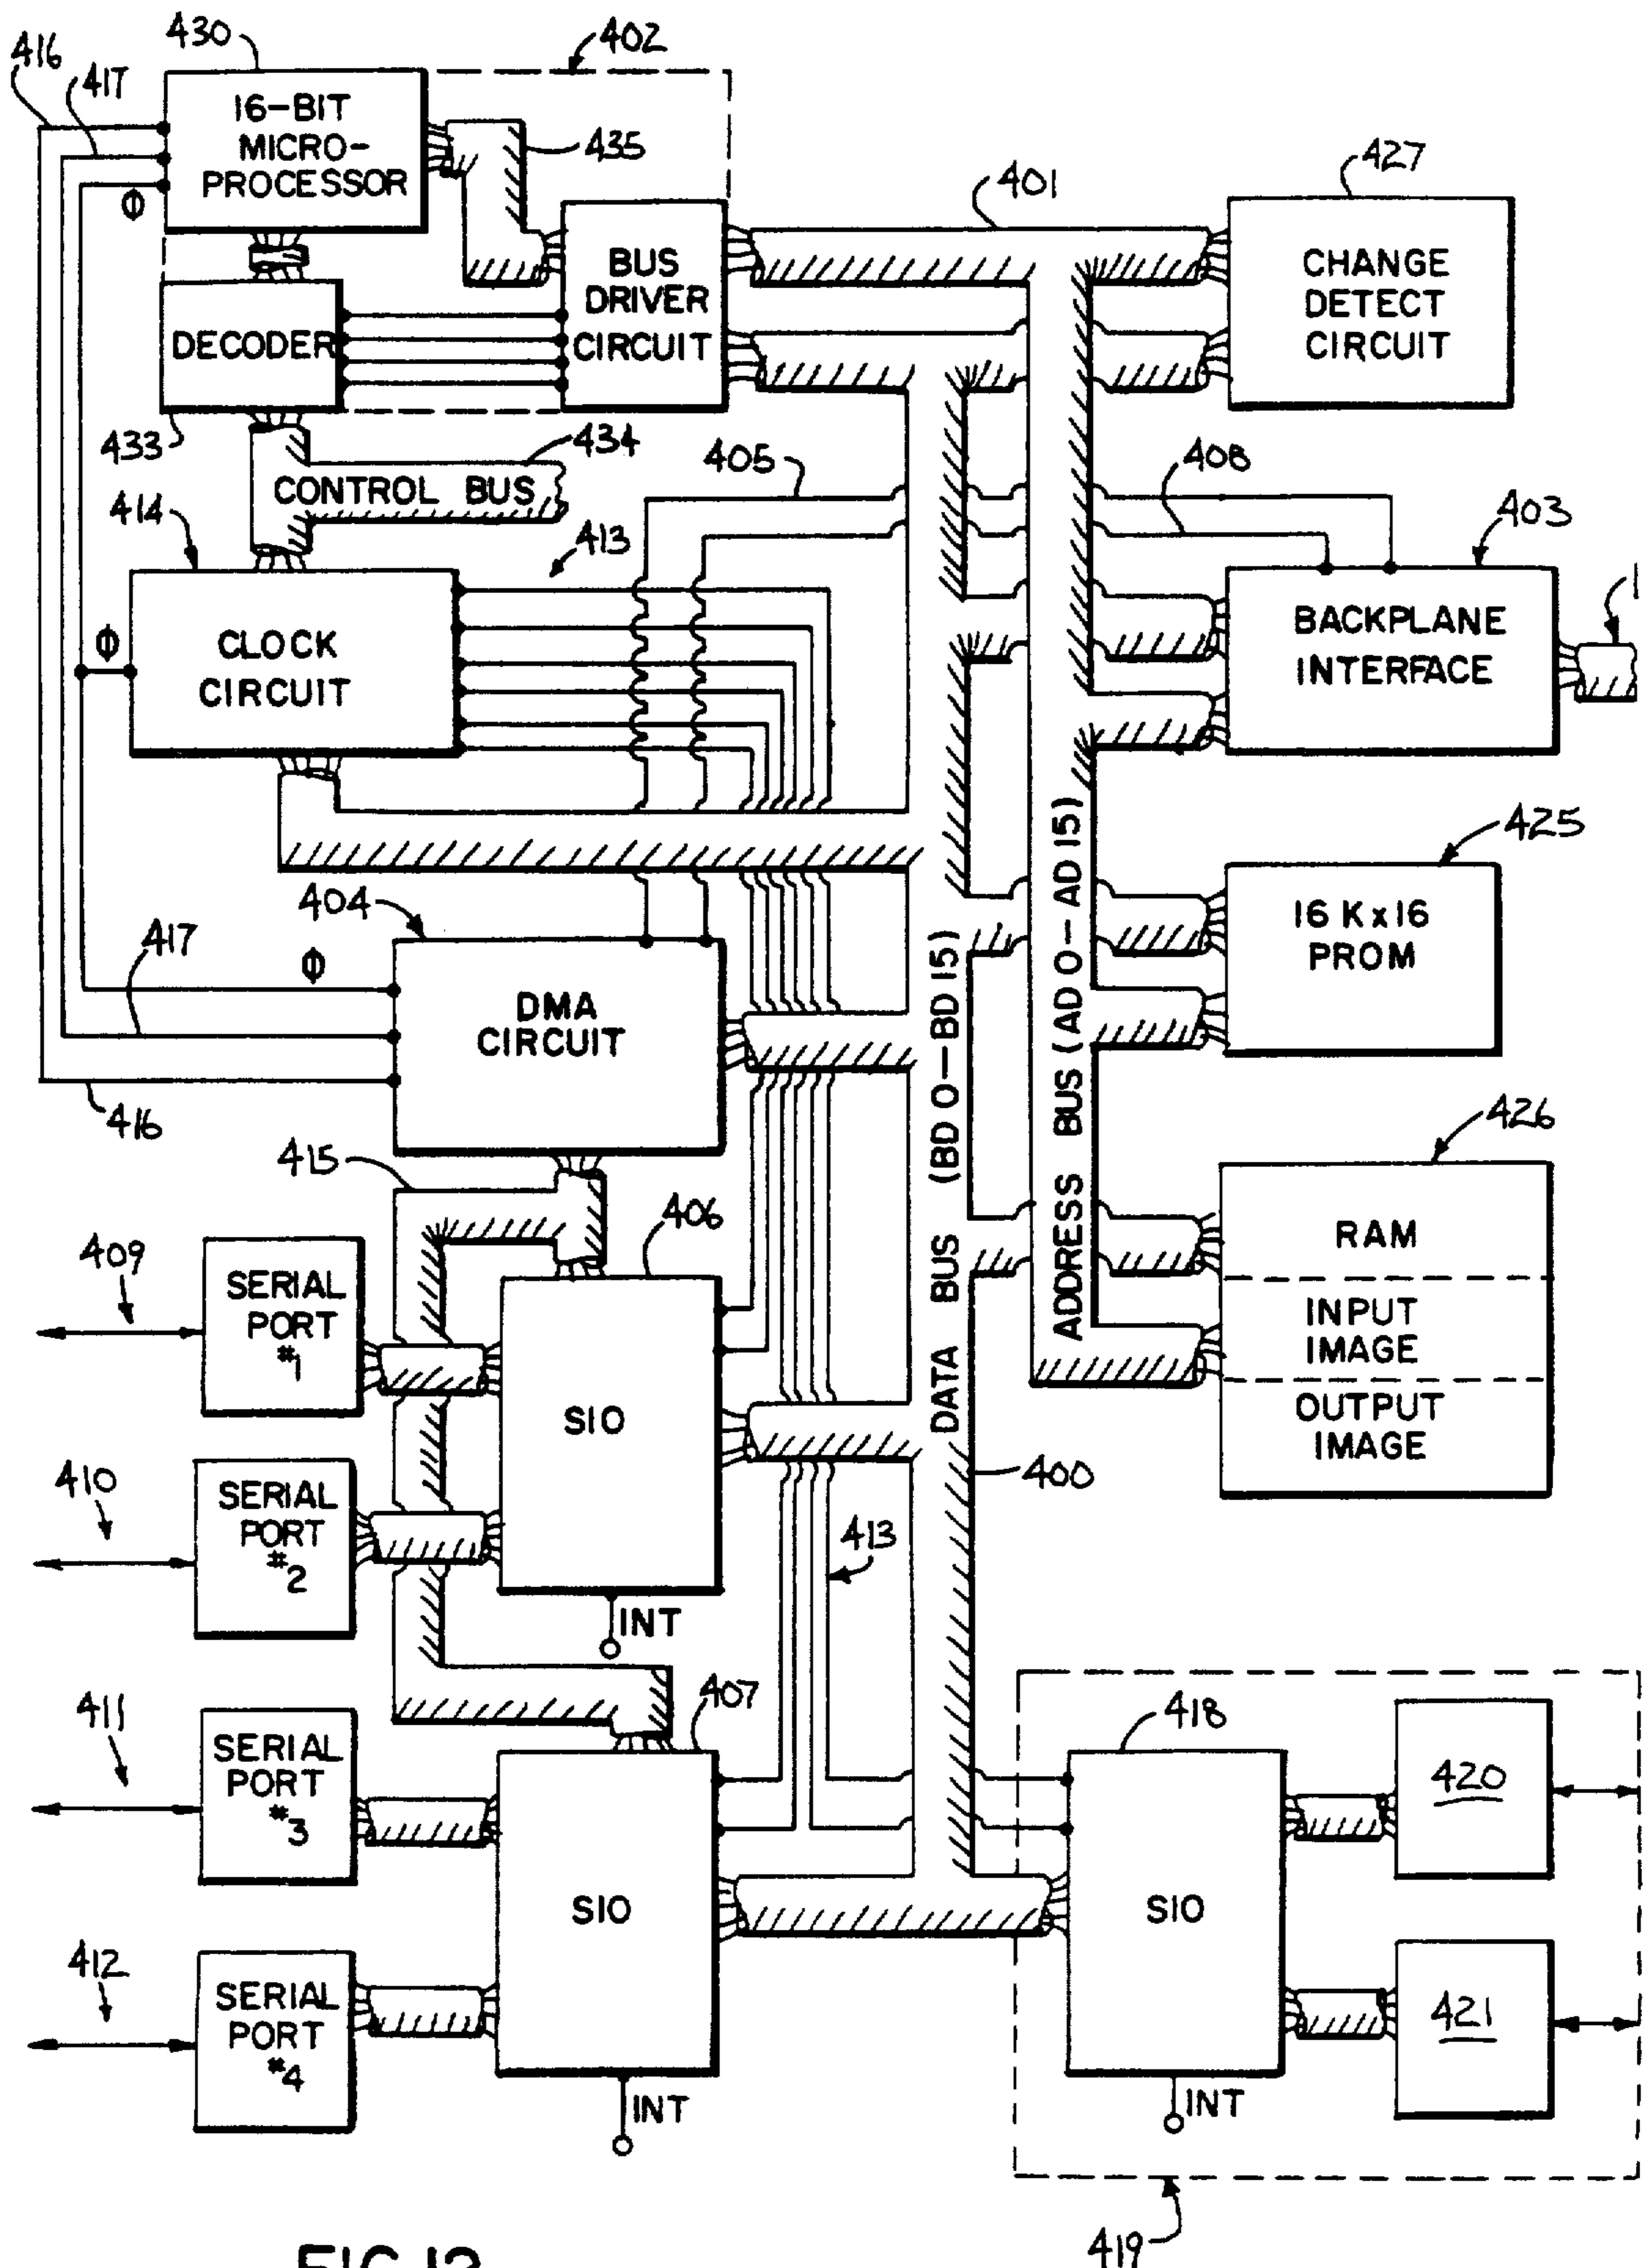 430
402
416
417
16-BIT
MICRO-
PROCESSOR
435
Φ
401
427
BUS
DRIVER
CIRCUIT
CHANGE
DETECT
CIRCUIT
DECODER
433
434
CONTROL BUS
405
408
414
413
403
Φ
CLOCK
CIRCUIT
BACKPLANE
INTERFACE
425
404
417
Φ
16 K x 16
PROM
DMA
CIRCUIT
DATA BUS (BD 0-BD 15)
ADDRESS BUS (AD 0-AD 15)
416
426
415
406
409
SERIAL
PORT
#1
SIO
RAM
INPUT
IMAGE
OUTPUT
IMAGE
400
410
SERIAL
PORT
#2
413
INT
407
411
SERIAL
PORT
#3
418
420
SIO
SIO
412
SERIAL
PORT
#4
421
INT
INT
419